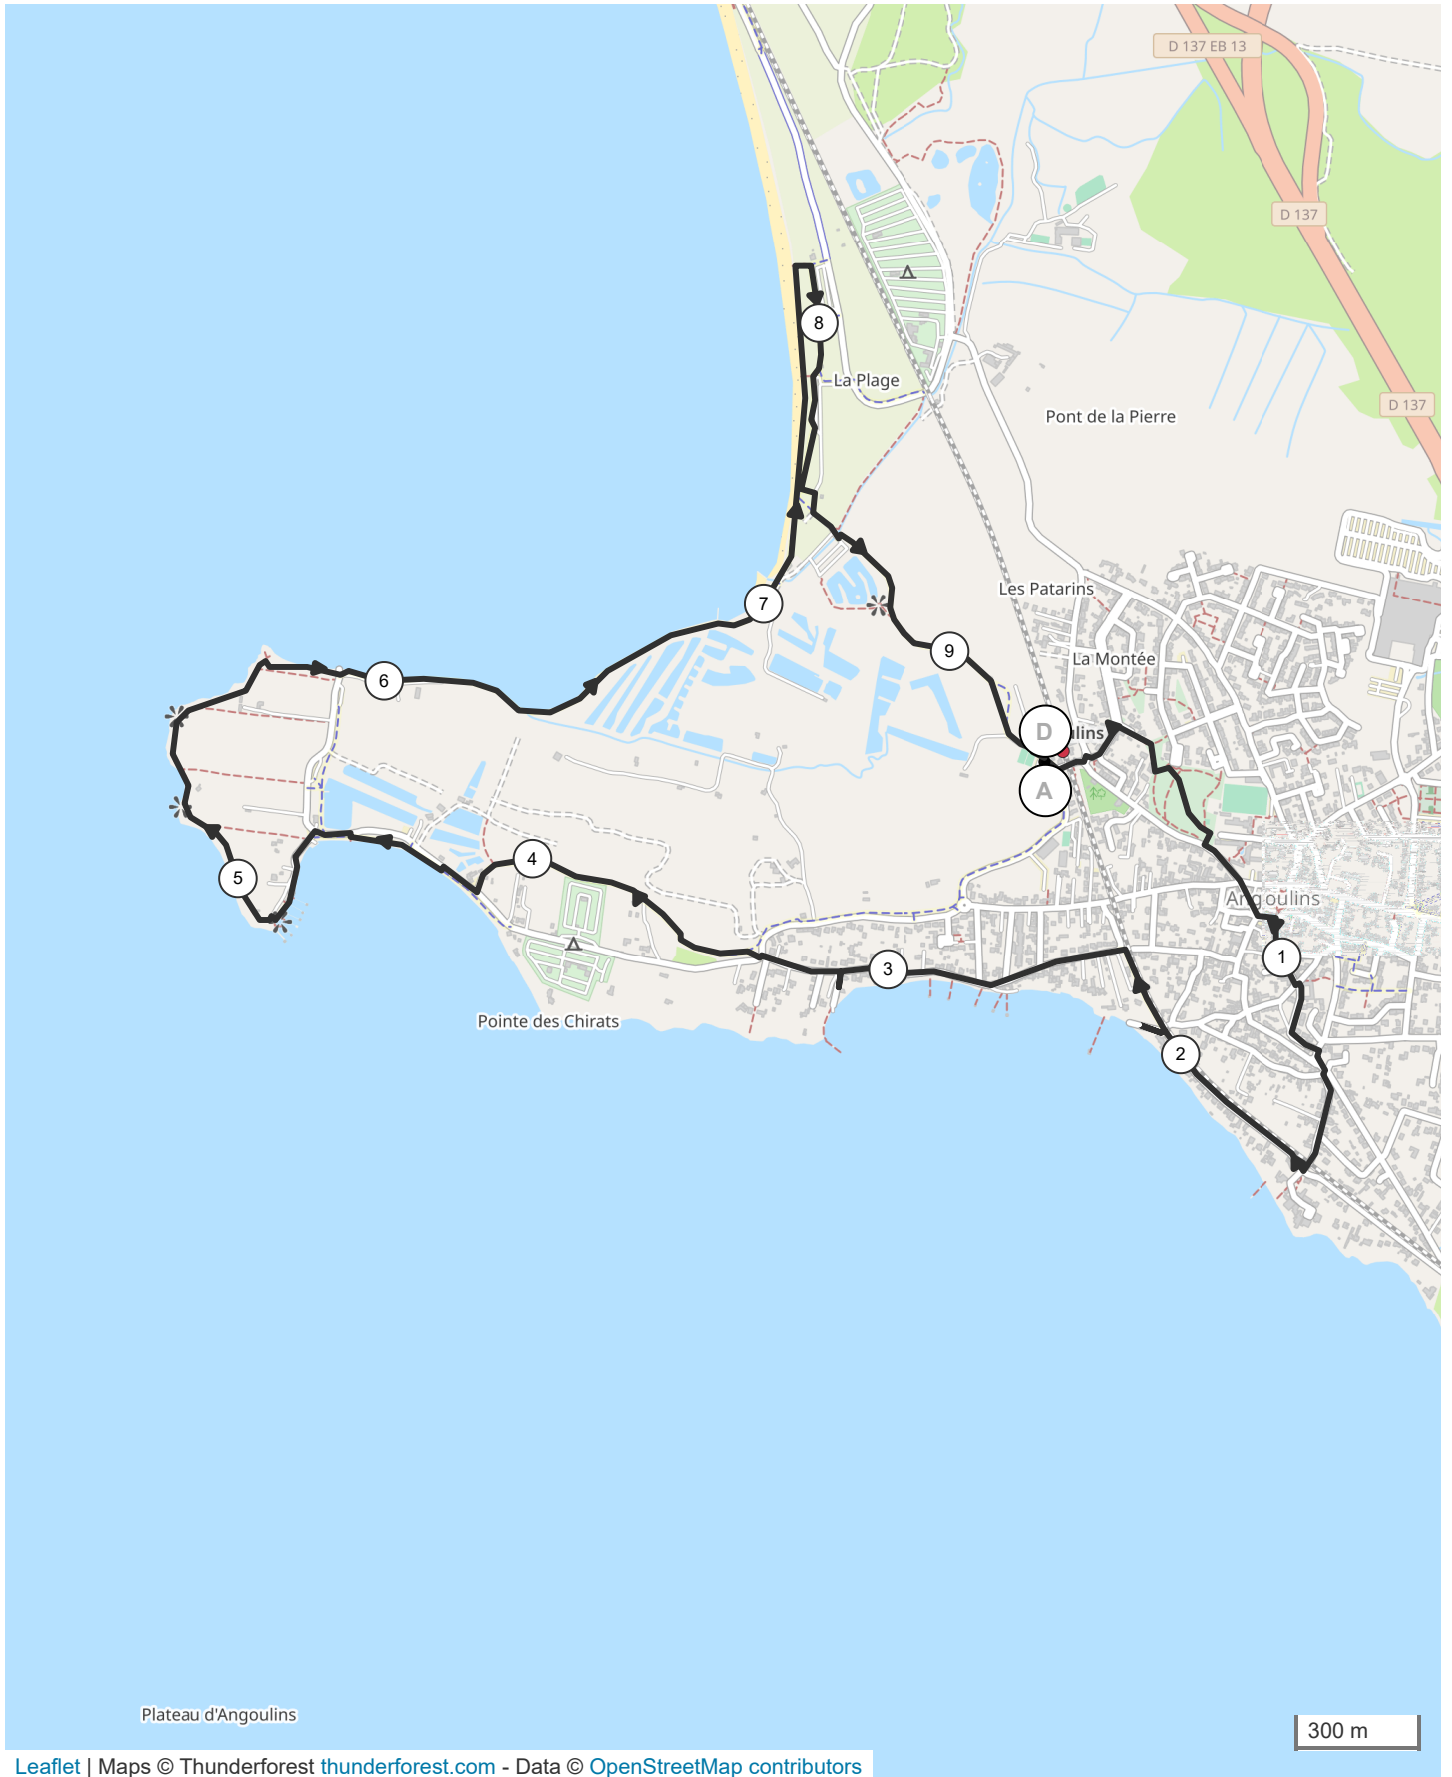 D 137 EB 13
D 137
8
La Plage
D 137
Pont de la Pierre
Les Patarins
7
9
La Montée
6
D
ulins
A
4
5
Angoulins
1
3
Pointe des Chirats
2
Plateau d'Angoulins
300 m
Leaflet | Maps © Thunderforest thunderforest.com - Data © OpenStreetMap contributors